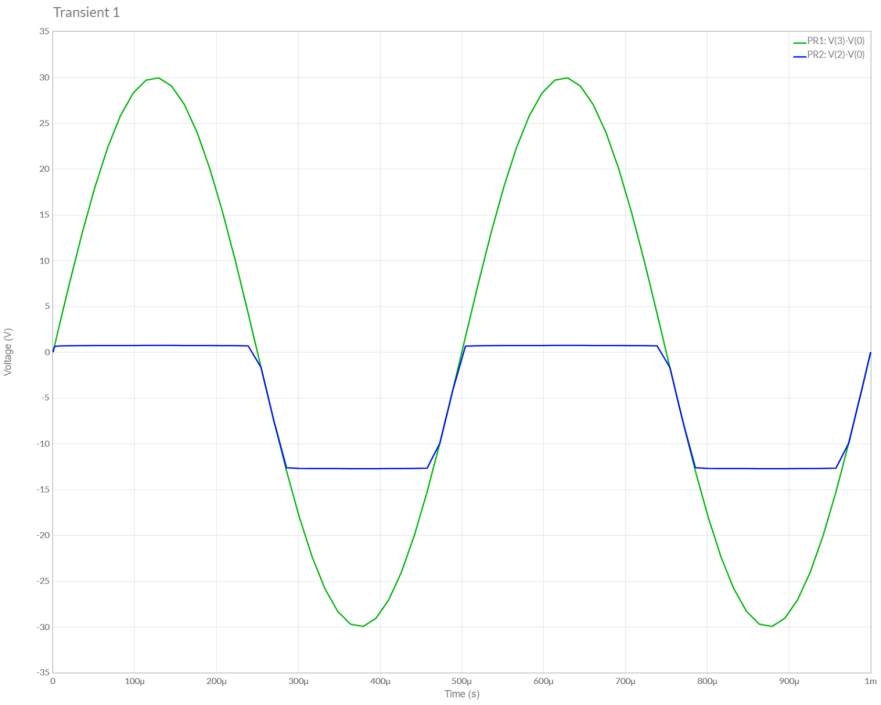 Transient 1
PR1: V(3)-V(0)
PR2: V(2)-V(0)
Voltage (V)
35
30
25
20
15
10
5
0
-5
-10
-15
-20
-25
-30
-35
0 100µ 200µ 300µ 400µ 500µ 600µ 700µ 800µ 900µ 1m
Time (s)